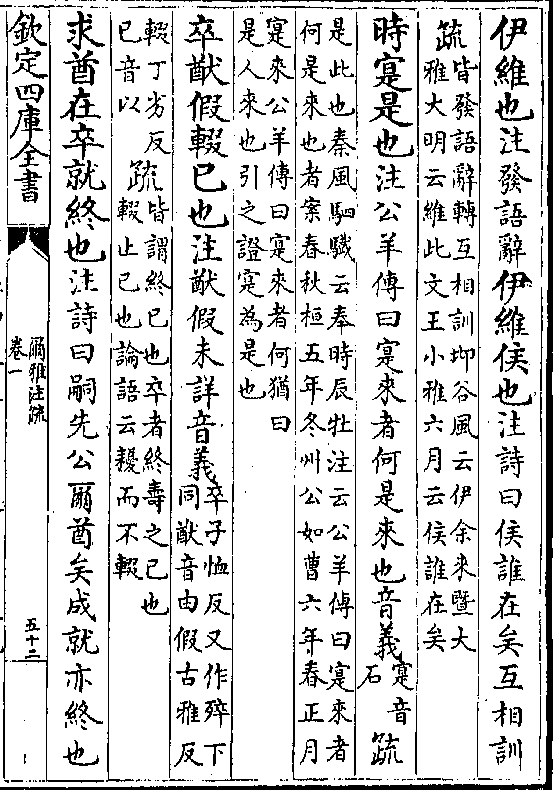 伊維也注發語辭伊維侯也注詩曰侯誰在矣互相訓
疏皆發語辭轉互相訓邶谷風云伊余來暨大
雅大明云維此文王小雅六月云侯誰在矣
時寔是也注公羊傳曰寔來者何是來也音義寔音石疏
是此也秦風駟驖云奉時辰牡注云公羊傳曰寔來者
何是來也者案春秋桓五年冬州公如曹六年春正月
寔來公羊傳曰寔來者何猶曰
是人來也引之證寔為是也
卒猷假輟已也注猷假未詳音義卒子恤反又作殚下
同猷音由假古雅反
輟丁劣反
已音以疏皆謂終已也卒者終壽之已也
輟止已也論語云耰而不輟
求酋在卒就終也注詩曰嗣先公爾酋矣成就亦終也
欽定四庫全書
爾雅注疏
卷一
五十二